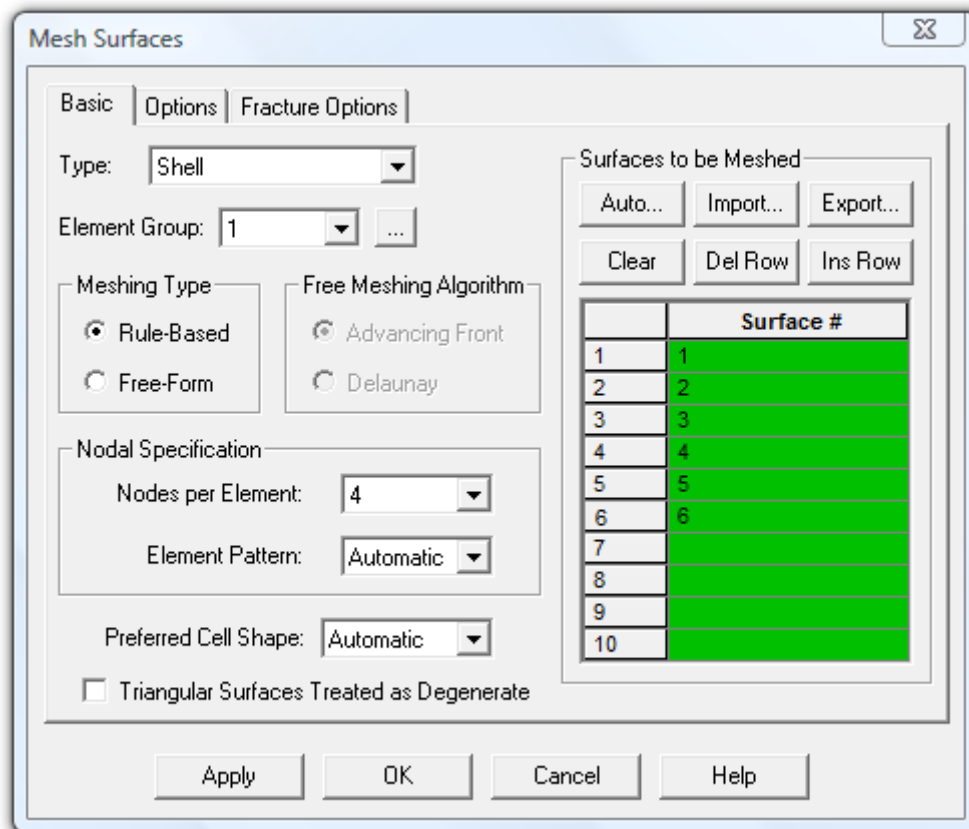 Mesh Surfaces
Basic Options Fracture Options
Type: Shell
Element Group: 1 ...
Meshing Type
Rule-Based
Free-Form
Free Meshing Algorithm
Advancing Front
Delaunay
Nodal Specification
Nodes per Element: 4
Element Pattern: Automatic
Preferred Cell Shape: Automatic
Triangular Surfaces Treated as Degenerate
Surfaces to be Meshed
Auto... Import... Export...
Clear Del Row Ins Row
Surface #
1 1
2 2
3 3
4 4
5 5
6 6
7
8
9
10
Apply OK Cancel Help